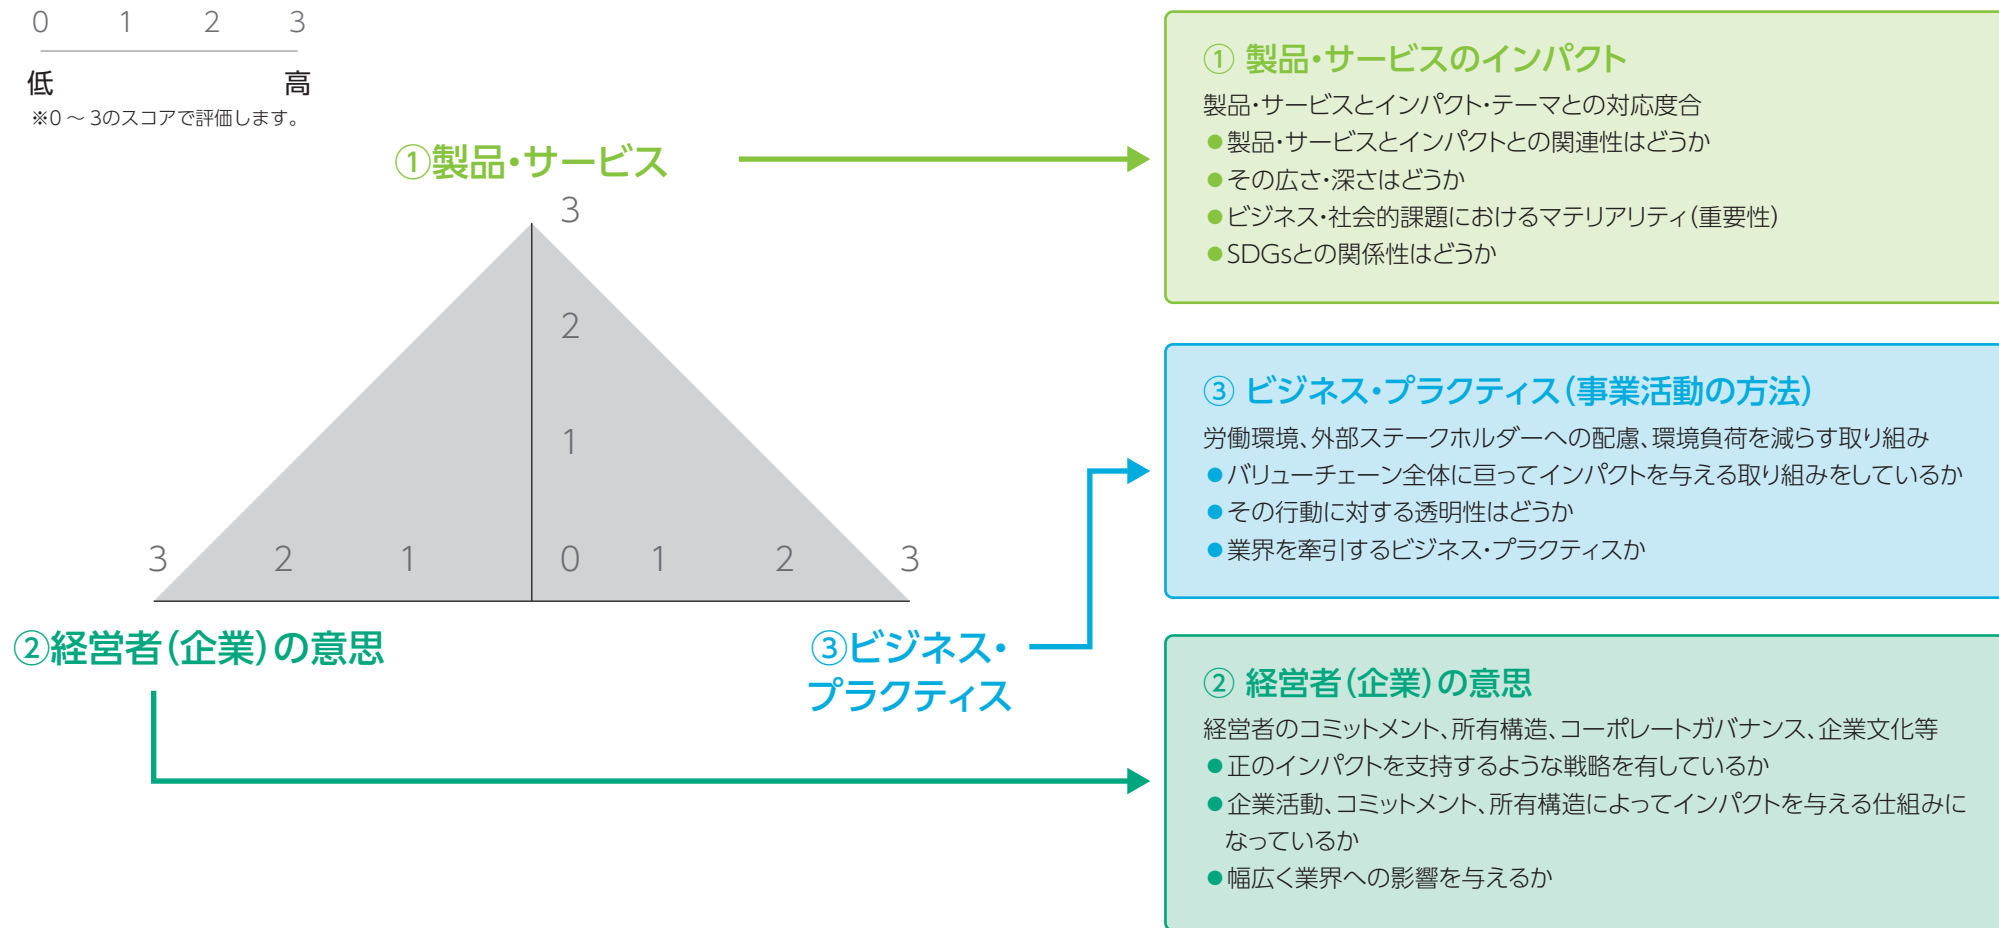 0 1 2 3
低 高
※0 ～ 3のスコアで評価します。
①製品・サービス
3
2
1
3 2 1 0 1 2 3
②経営者(企業)の意思
③ビジネス・
プラクティス
① 製品・サービスのインパクト
製品・サービスとインパクト・テーマとの対応度合
●製品・サービスとインパクトとの関連性はどうか
●その広さ・深さはどうか
●ビジネス・社会的課題におけるマテリアリティ(重要性)
●SDGsとの関係性はどうか
③ ビジネス・プラクティス(事業活動の方法)
労働環境、外部ステークホルダーへの配慮、環境負荷を減らす取り組み
●バリューチェーン全体に亘ってインパクトを与える取り組みをしているか
●その行動に対する透明性はどうか
●業界を牽引するビジネス・プラクティスか
② 経営者(企業)の意思
経営者のコミットメント、所有構造、コーポレートガバナンス、企業文化等
●正のインパクトを支持するような戦略を有しているか
●企業活動、コミットメント、所有構造によってインパクトを与える仕組みに
なっているか
●幅広く業界への影響を与えるか